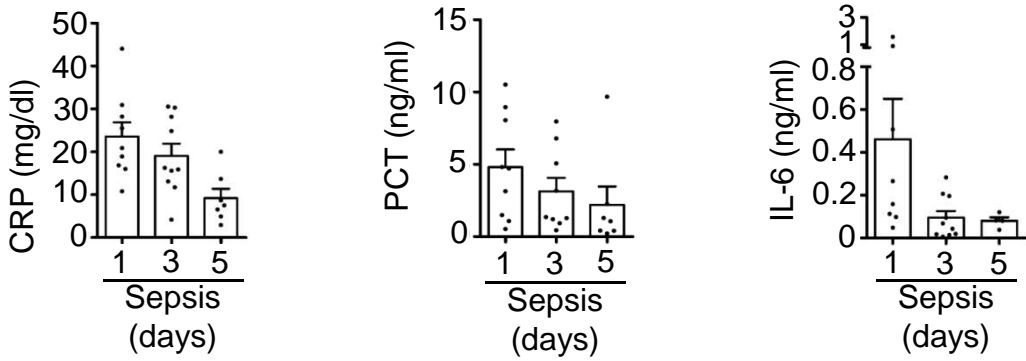 CRP (mg/dl)
50
40
30
20
10
0
1 3 5
Sepsis
(days)
PCT (ng/ml)
15
10
5
0
1 3 5
Sepsis
(days)
IL-6 (ng/ml)
3
1
0.8
0.6
0.4
0.2
0
1 3 5
Sepsis
(days)